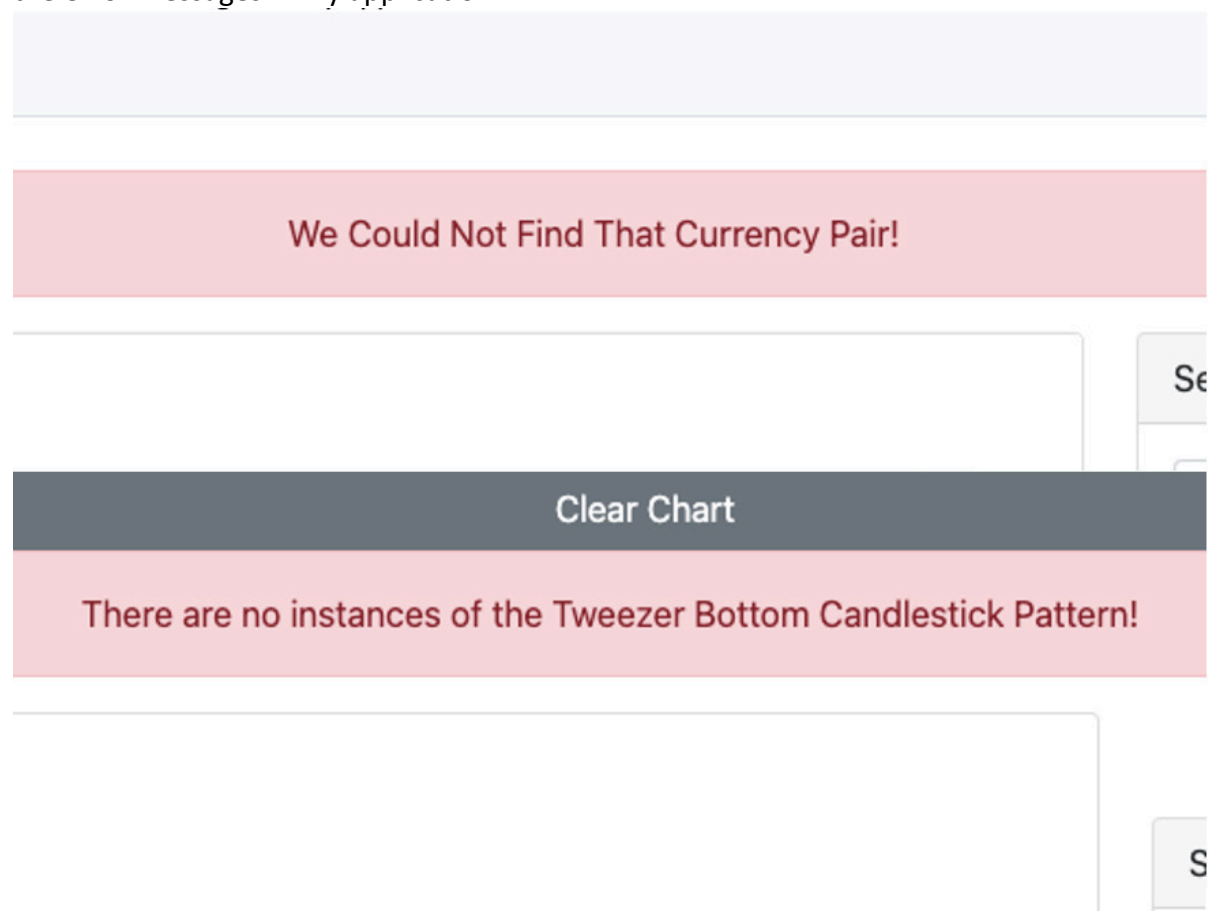 We Could Not Find That Currency Pair!
Se
Clear Chart
There are no instances of the Tweezer Bottom Candlestick Pattern!
S